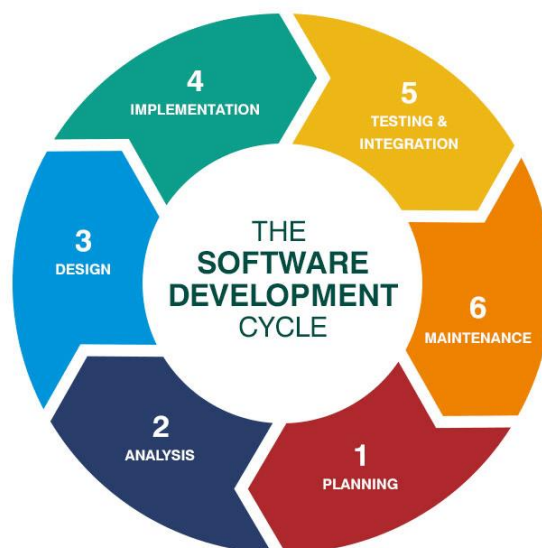 THE
SOFTWARE
DEVELOPMENT
CYCLE
1
PLANNING
2
ANALYSIS
3
DESIGN
4
IMPLEMENTATION
5
TESTING &
INTEGRATION
6
MAINTENANCE